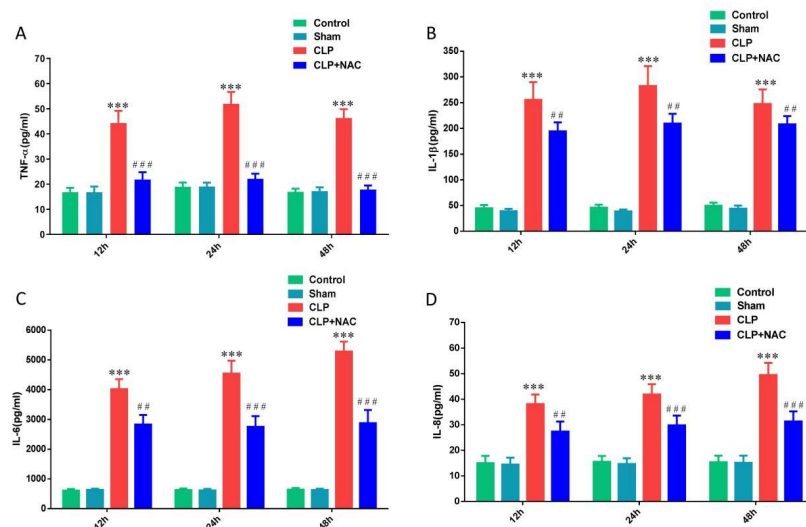 A
Control
Sham
CLP
CLP+NAC
TNF-α(pg/ml)
60
50
40
30
20
10
0
***
###
***
###
***
###
12h
24h
48h
B
Control
Sham
CLP
CLP+NAC
IL-1β(pg/ml)
350
300
250
200
150
100
50
0
***
##
***
##
***
##
12h
24h
48h
C
Control
Sham
CLP
CLP+NAC
IL-6(pg/ml)
6000
5000
4000
3000
2000
1000
0
***
##
***
###
***
###
12h
24h
48h
D
Control
Sham
CLP
CLP+NAC
IL-8(pg/ml)
50
40
30
20
10
0
***
##
***
###
***
###
12h
24h
48h